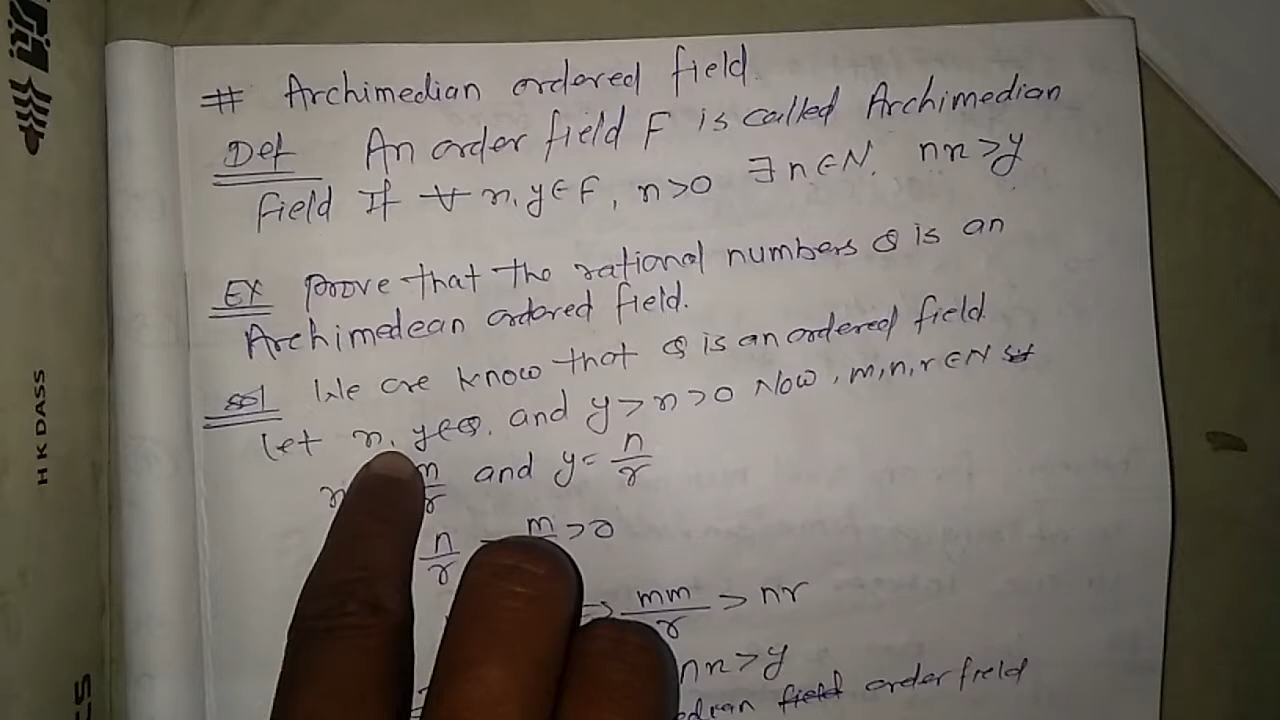 # Archimedian ordered field.
Def An order field F is called Archimedian
field If ∀ x, y ∈ F, x > 0 ∃ n ∈ N. nx > y
Ex prove that the rational numbers Q is an
Archimedean ordered field.
Sol We are know that Q is an ordered field
Let x, y ∈ Q, and y > x > 0 Now, m, n, r ∈ N st
m/r and y = n/r
n/r m > 0
⇒ mm/r > nr
nx > y
order field
H K DASS